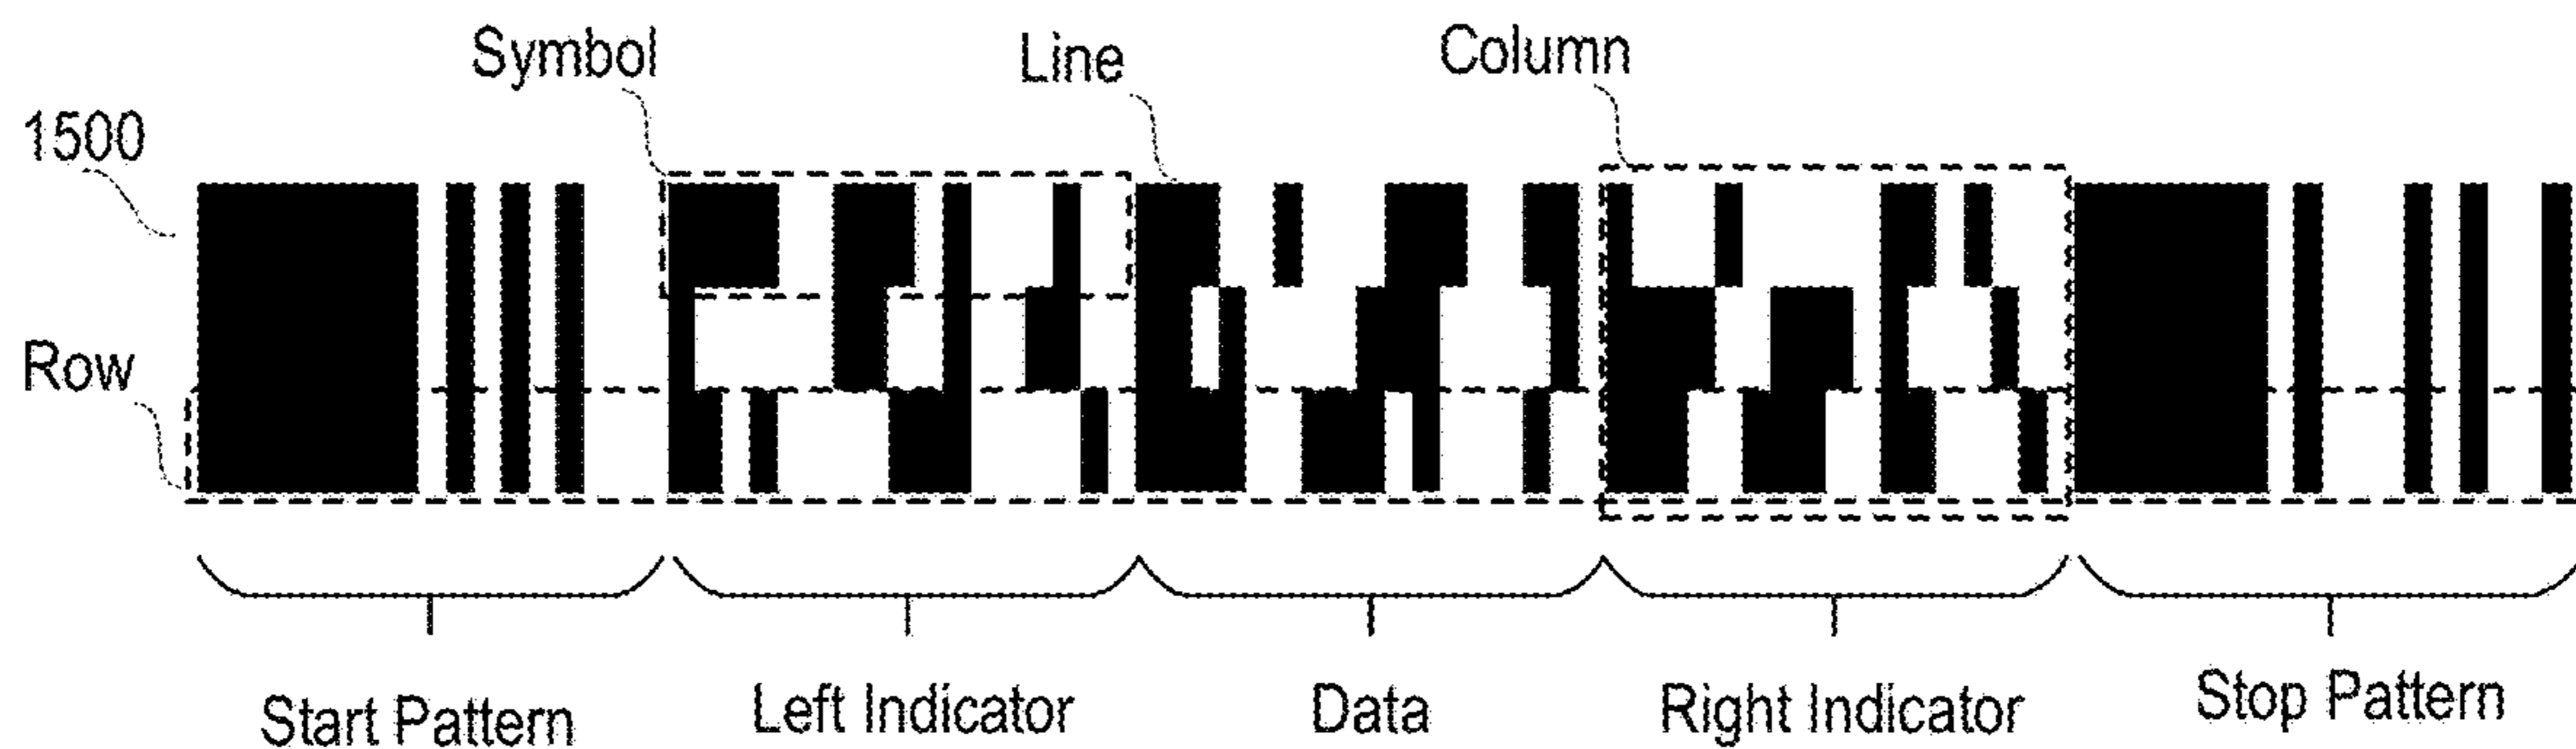 Symbol
Line
Column
1500
Row
Start Pattern
Left Indicator
Data
Right Indicator
Stop Pattern